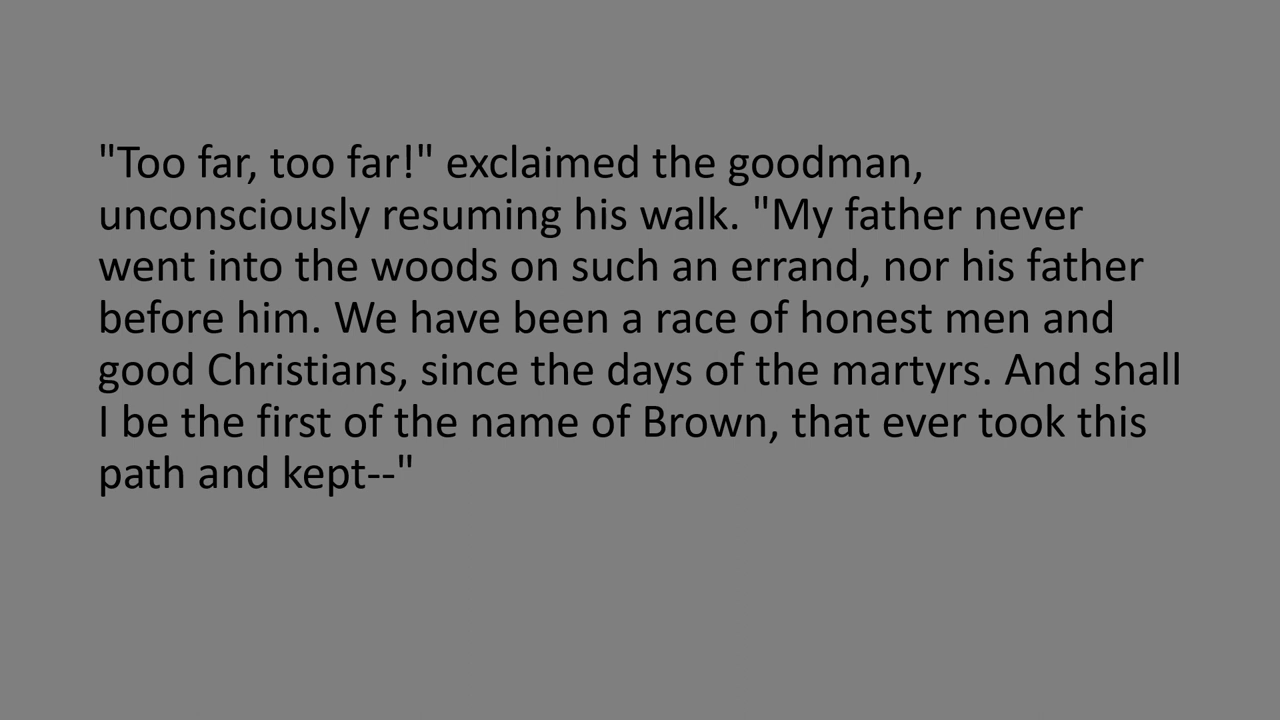 "Too far, too far!" exclaimed the goodman,
unconsciously resuming his walk. "My father never
went into the woods on such an errand, nor his father
before him. We have been a race of honest men and
good Christians, since the days of the martyrs. And shall
I be the first of the name of Brown, that ever took this
path and kept--"